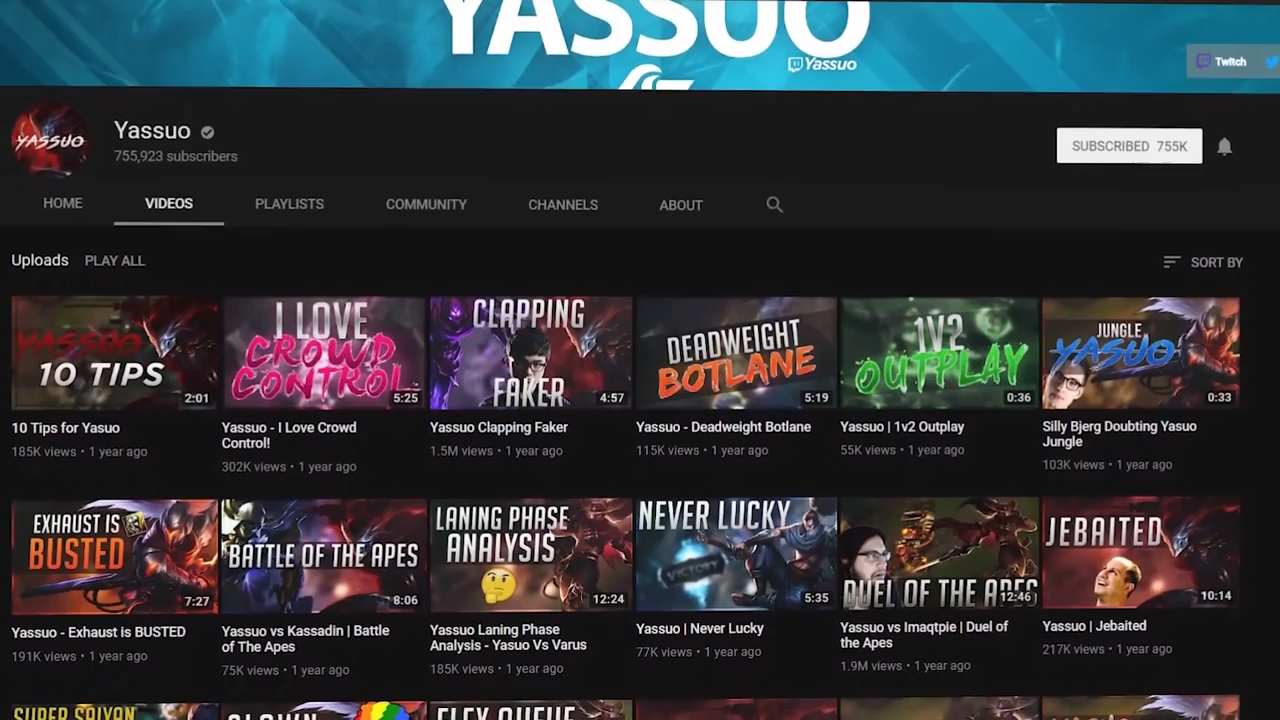 YASSUO
Yassuo
Twitch
YASSUO
Yassuo
755,923 subscribers
SUBSCRIBED 755K
HOME
VIDEOS
PLAYLISTS
COMMUNITY
CHANNELS
ABOUT
Uploads
PLAY ALL
SORT BY
YASSUO
10 TIPS
2:01
I LOVE
CROWD
CONTROL
5:25
CLAPPING
FAKER
4:57
DEADWEIGHT
BOTLANE
5:19
1V2
OUTPLAY
0:36
JUNGLE
YASUO
0:33
10 Tips for Yasuo
185K views • 1 year ago
Yassuo - I Love Crowd
Control!
302K views • 1 year ago
Yassuo Clapping Faker
1.5M views • 1 year ago
Yassuo - Deadweight Botlane
115K views • 1 year ago
Yassuo | 1v2 Outplay
55K views • 1 year ago
Silly Bjerg Doubting Yasuo
Jungle
103K views • 1 year ago
EXHAUST IS
BUSTED
7:27
BATTLE OF THE APES
8:06
LANING PHASE
ANALYSIS
12:24
NEVER LUCKY
VICTORY
5:35
DUEL OF THE APES
12:46
JEBAITED
10:14
Yassuo - Exhaust is BUSTED
191K views • 1 year ago
Yassuo vs Kassadin | Battle
of The Apes
75K views • 1 year ago
Yassuo Laning Phase
Analysis - Yasuo Vs Varus
185K views • 1 year ago
Yassuo | Never Lucky
77K views • 1 year ago
Yassuo vs Imaqtpie | Duel of
the Apes
1.9M views • 1 year ago
Yassuo | Jebaited
217K views • 1 year ago
SUPER SAIYAN
CLOWN
FLEX QUEUE